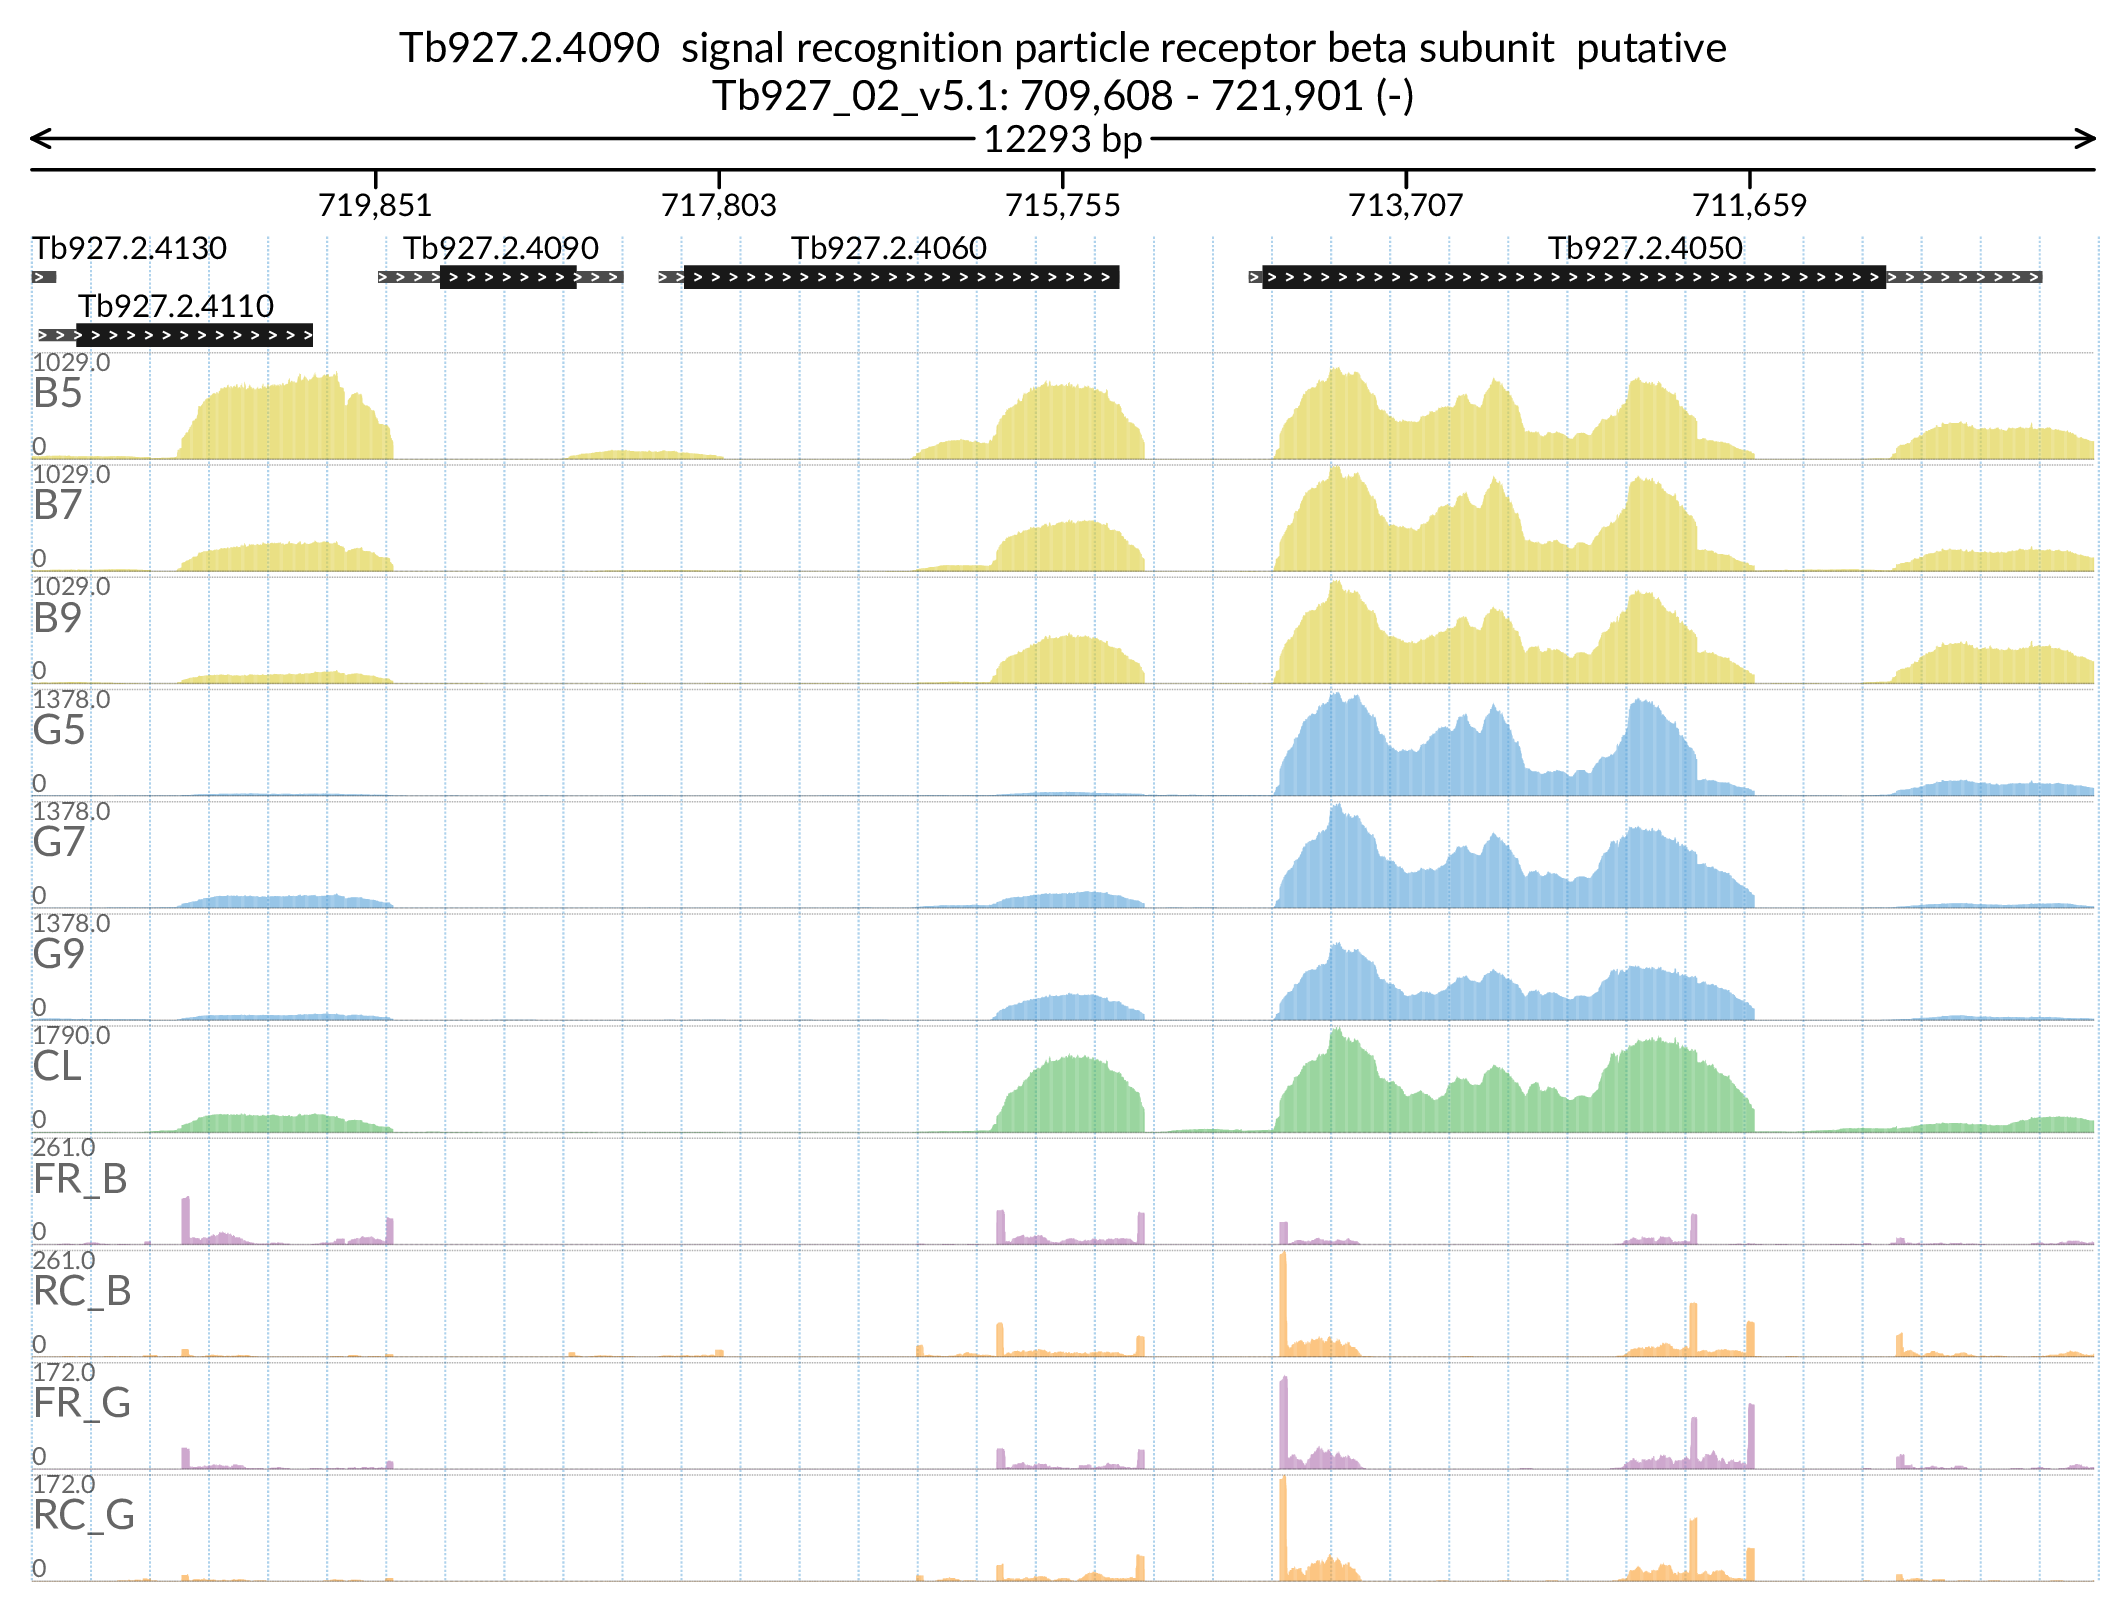 Tb927.2.4090  signal recognition particle receptor beta subunit  putative
Tb927_02_v5.1: 709,608 - 721,901 (-)
12293 bp
719,851 717,803 715,755 713,707 711,659
Tb927.2.4130 Tb927.2.4090 Tb927.2.4060 Tb927.2.4050
Tb927.2.4110
1029.0
B5
0
1029.0
B7
0
1029.0
B9
0
1378.0
G5
0
1378.0
G7
0
1378.0
G9
0
1790.0
CL
0
261.0
FR_B
0
261.0
RC_B
0
172.0
FR_G
0
172.0
RC_G
0